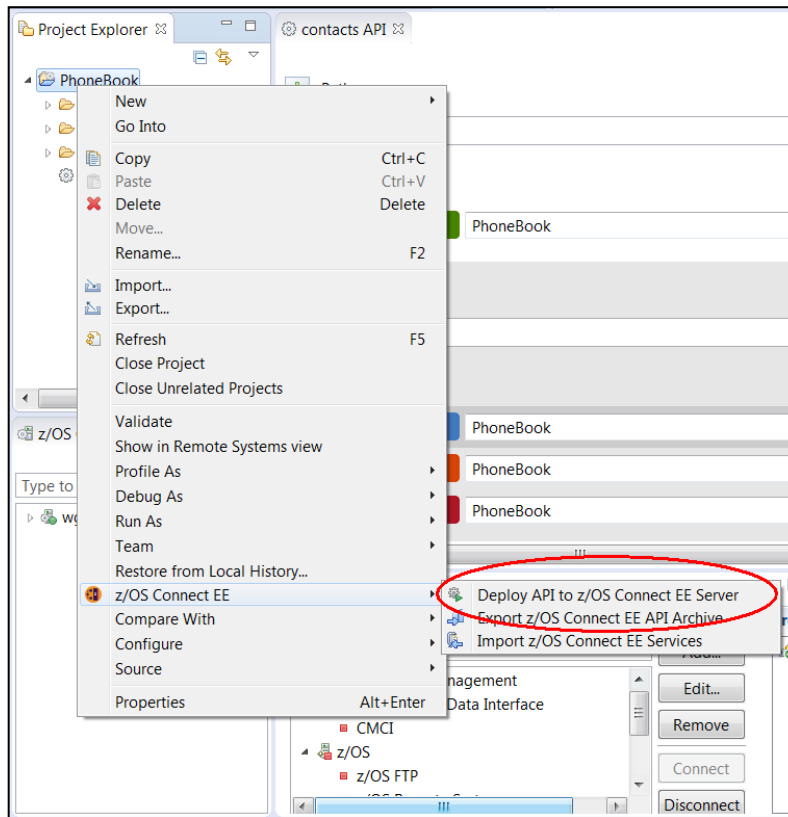 Project Explorer
contacts API
PhoneBook
New
Go Into
Copy Ctrl+C
Paste Ctrl+V
Delete Delete
Move...
Rename... F2
Import...
Export...
Refresh F5
Close Project
Close Unrelated Projects
Validate
Show in Remote Systems view
Profile As
Debug As
Run As
Team
Restore from Local History...
z/OS Connect EE
Compare With
Configure
Source
Properties Alt+Enter
Deploy API to z/OS Connect EE Server
Export z/OS Connect EE API Archive
Import z/OS Connect EE Services
PhoneBook
PhoneBook
PhoneBook
PhoneBook
z/OS
Type to
Add...
Edit...
Remove
Connect
Disconnect
Data Interface
CMCI
z/OS
z/OS FTP